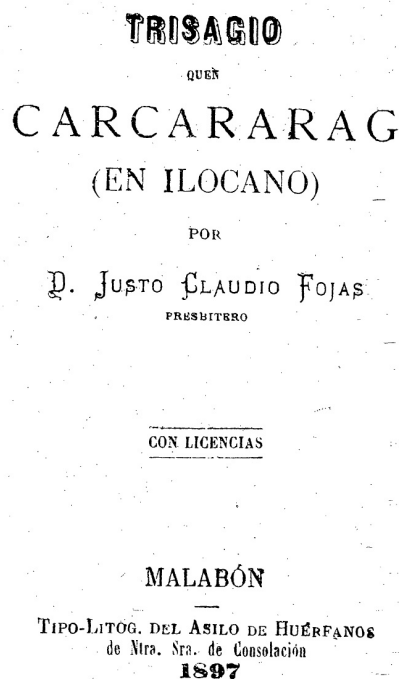 TRISAGIO
QUEN
CARCARARAG
(EN ILOCANO)
POR
D. JUSTO CLAUDIO FOJAS
PRESBITERO
CON LICENCIAS
MALABÓN
TIPO-LITOG. DEL ASILO DE HUÉRFANOS
de Ntra. Sra. de Consolación
1897